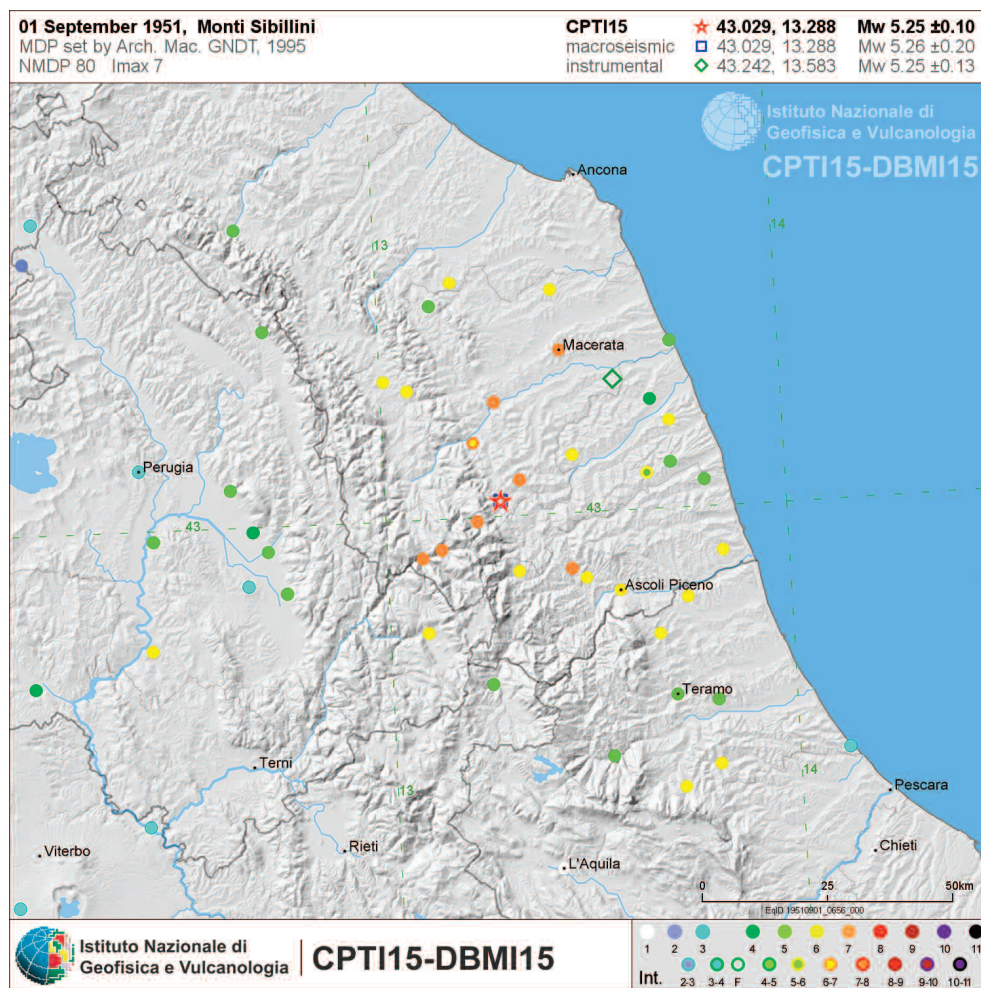 01 September 1951, Monti Sibillini
MDP set by Arch. Mac. GNDT, 1995
NMDP 80 Imax 7
CPTI15 43.029, 13.288 Mw 5.25 ±0.10
macroseismic 43.029, 13.288 Mw 5.26 ±0.20
instrumental 43.242, 13.583 Mw 5.25 ±0.13
Istituto Nazionale di
Geofisica e Vulcanologia
CPTI15-DBMI15
Ancona
14
13
Macerata
Perugia
43
43
Ascoli Piceno
Teramo
Terni
14
13
Pescara
Viterbo
Rieti
L'Aquila
Chieti
0 25 50km
EqID 19510901_0656_000
Istituto Nazionale di
Geofisica e Vulcanologia
CPTI15-DBMI15
1 2 3 4 5 6 7 8 9 10 11
Int. 2-3 3-4 F 4-5 5-6 6-7 7-8 8-9 9-10 10-11